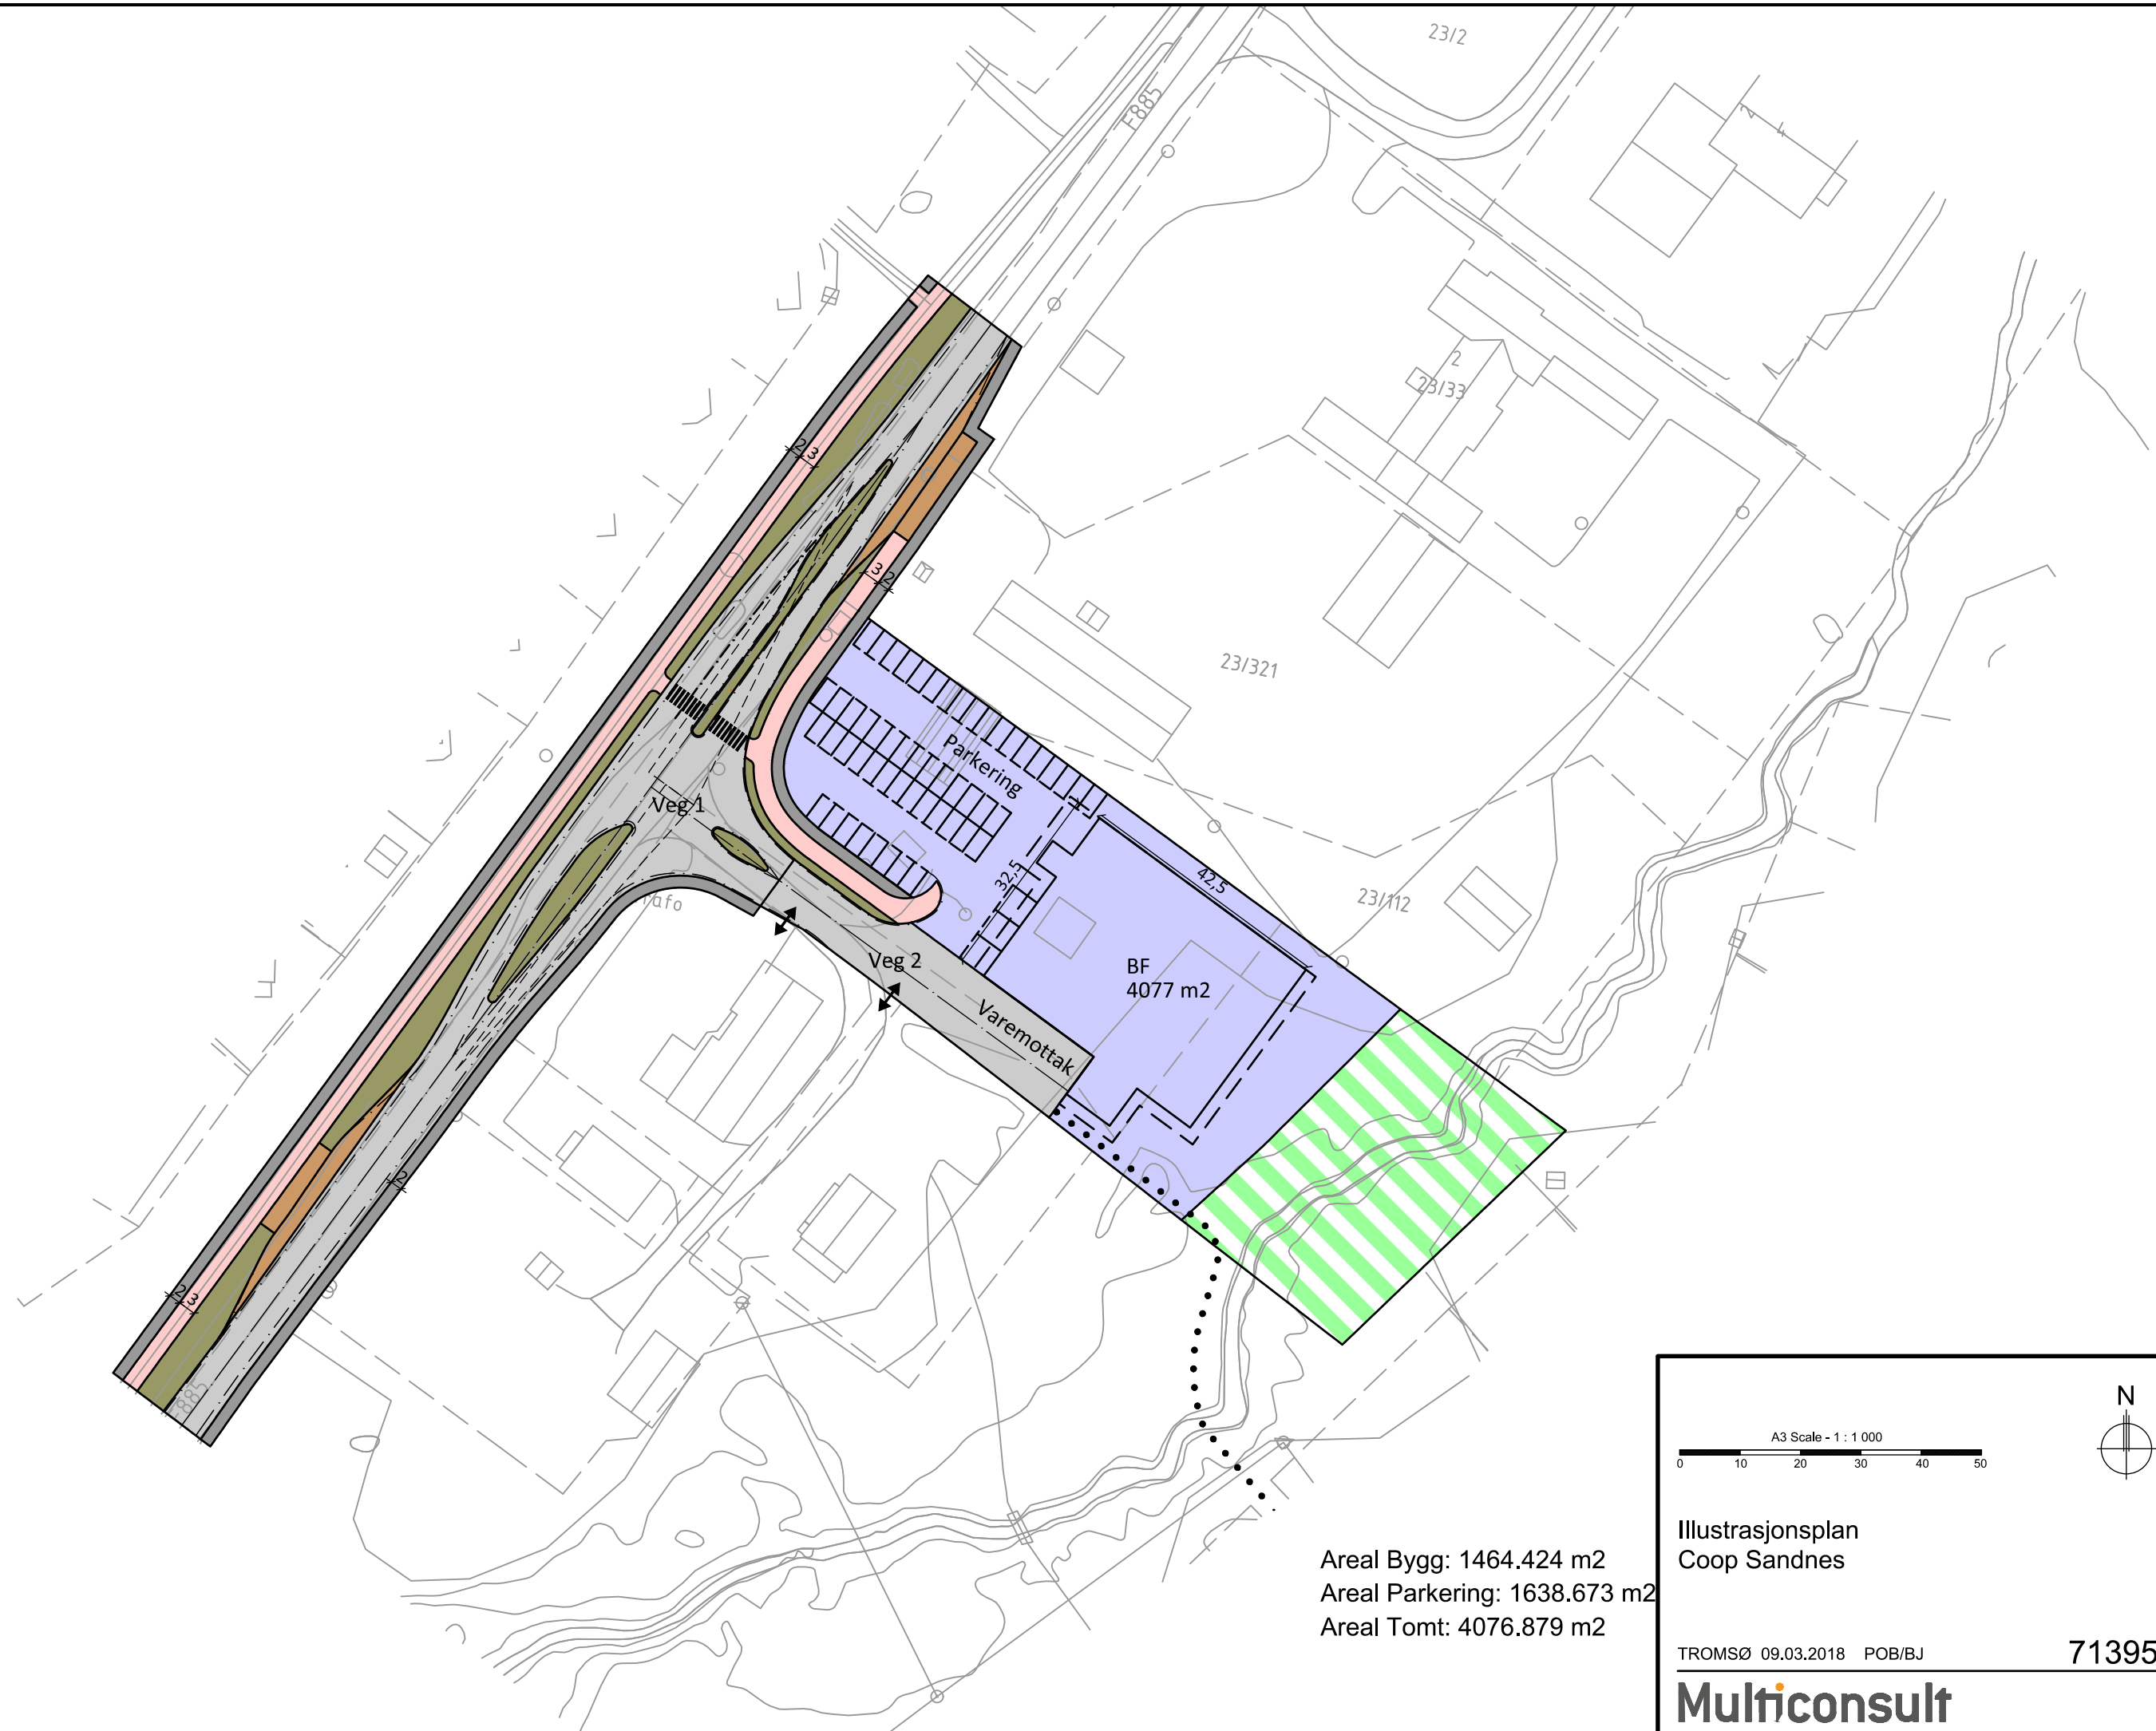 23/2
F885
2 4
2
23/33
2 3
3 2
23/321
Parkering
Veg 1
32,5
42,5
23/112
Veg 2
BF
4077 m2
Varemottak
2
2 3
N
A3 Scale - 1 : 1 000
0 10 20 30 40 50
Illustrasjonsplan
Coop Sandnes
Areal Bygg: 1464.424 m2
Areal Parkering: 1638.673 m2
Areal Tomt: 4076.879 m2
TROMSØ 09.03.2018 POB/BJ
71395
Multiconsult